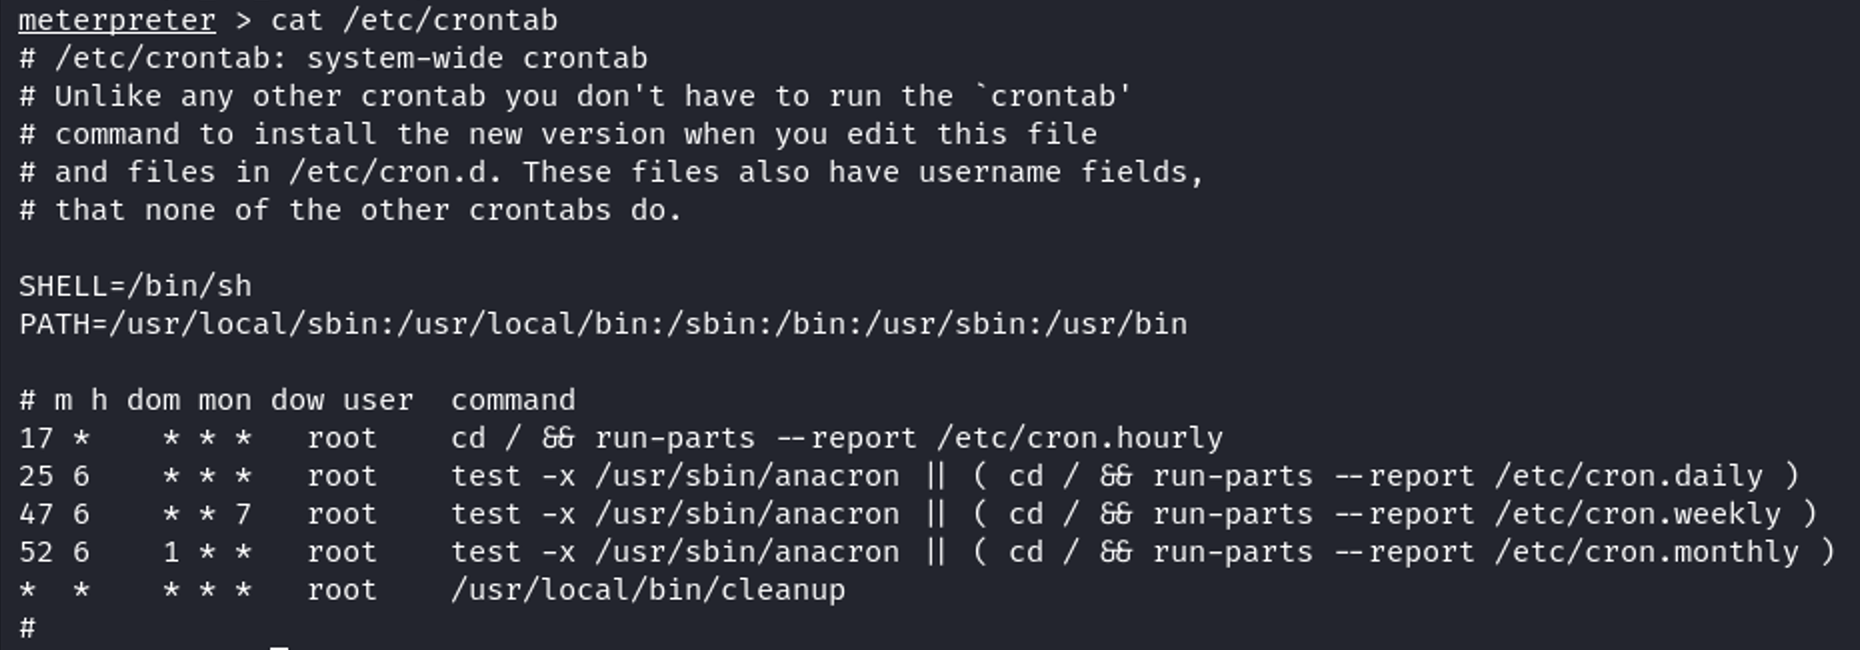 meterpreter > cat /etc/crontab
# /etc/crontab: system-wide crontab
# Unlike any other crontab you don't have to run the `crontab'
# command to install the new version when you edit this file
# and files in /etc/cron.d. These files also have username fields,
# that none of the other crontabs do.

SHELL=/bin/sh
PATH=/usr/local/sbin:/usr/local/bin:/sbin:/bin:/usr/sbin:/usr/bin

# m h dom mon dow user  command
17 *    * * *   root    cd / && run-parts --report /etc/cron.hourly
25 6    * * *   root    test -x /usr/sbin/anacron || ( cd / && run-parts --report /etc/cron.daily )
47 6    * * 7   root    test -x /usr/sbin/anacron || ( cd / && run-parts --report /etc/cron.weekly )
52 6    1 * *   root    test -x /usr/sbin/anacron || ( cd / && run-parts --report /etc/cron.monthly )
*  *    * * *   root    /usr/local/bin/cleanup
#